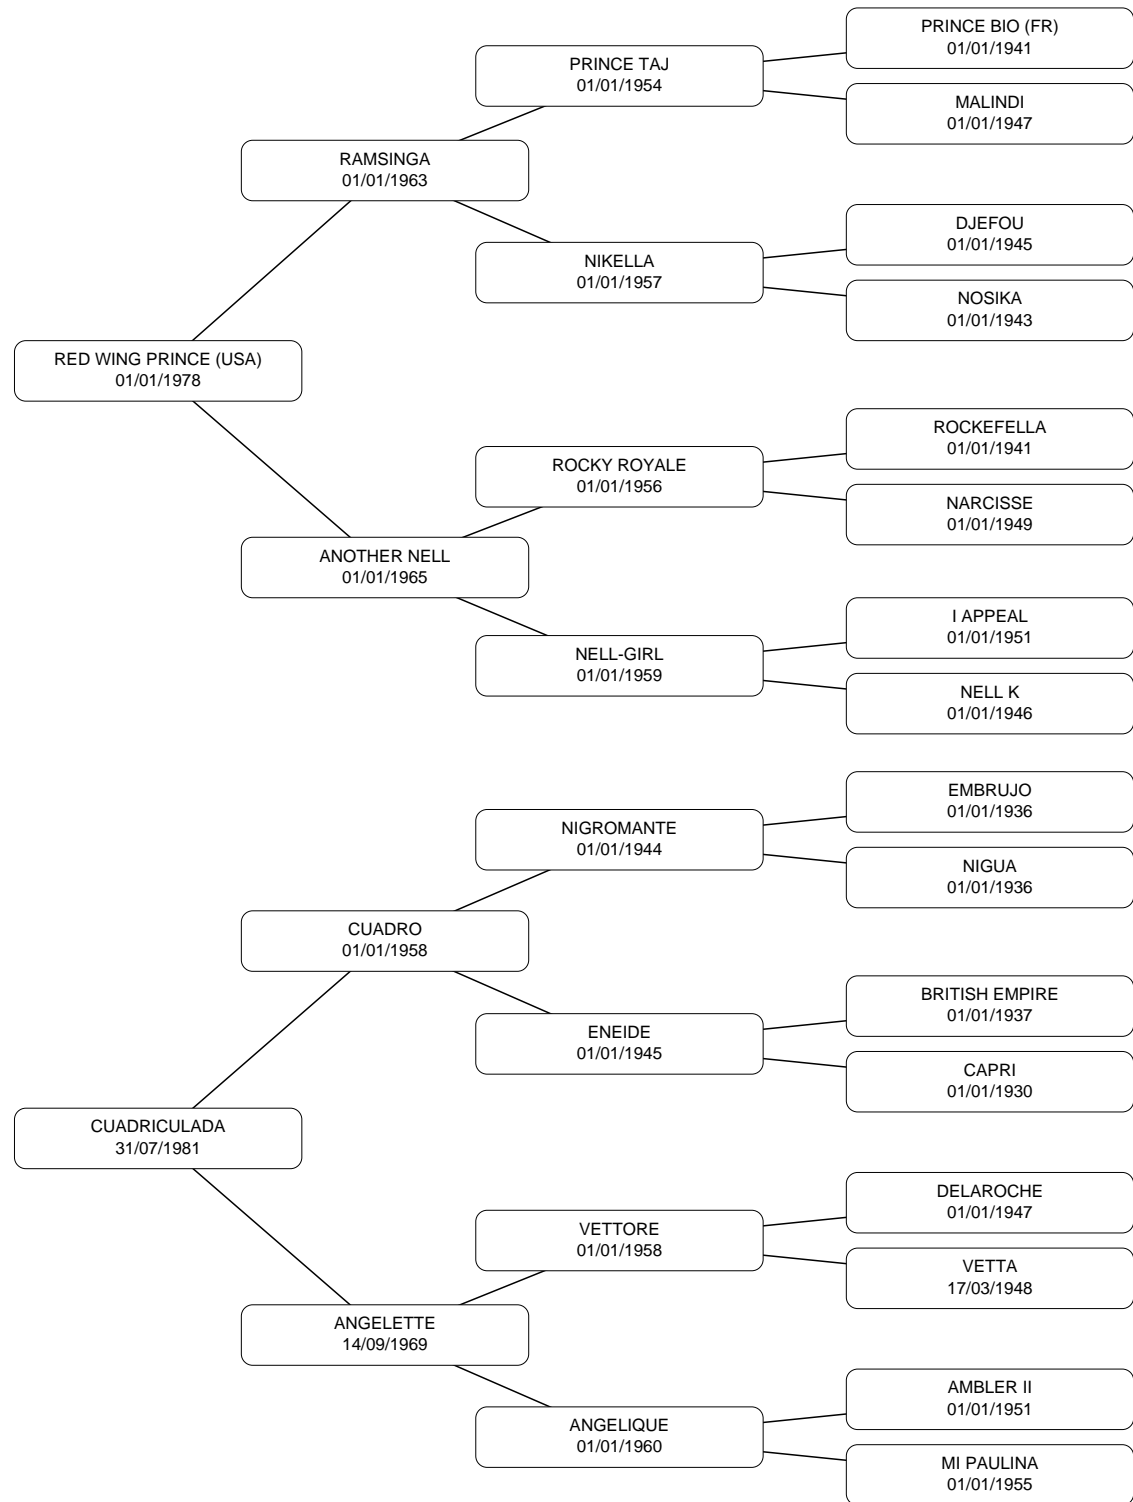 PRINCE BIO (FR)
01/01/1941
PRINCE TAJ
01/01/1954
MALINDI
01/01/1947
RAMSINGA
01/01/1963
DJEFOU
01/01/1945
NIKELLA
01/01/1957
NOSIKA
01/01/1943
RED WING PRINCE (USA)
01/01/1978
ROCKEFELLA
01/01/1941
ROCKY ROYALE
01/01/1956
NARCISSE
01/01/1949
ANOTHER NELL
01/01/1965
I APPEAL
01/01/1951
NELL-GIRL
01/01/1959
NELL K
01/01/1946
EMBRUJO
01/01/1936
NIGROMANTE
01/01/1944
NIGUA
01/01/1936
CUADRO
01/01/1958
BRITISH EMPIRE
01/01/1937
ENEIDE
01/01/1945
CAPRI
01/01/1930
CUADRICULADA
31/07/1981
DELAROCHE
01/01/1947
VETTORE
01/01/1958
VETTA
17/03/1948
ANGELETTE
14/09/1969
AMBLER II
01/01/1951
ANGELIQUE
01/01/1960
MI PAULINA
01/01/1955